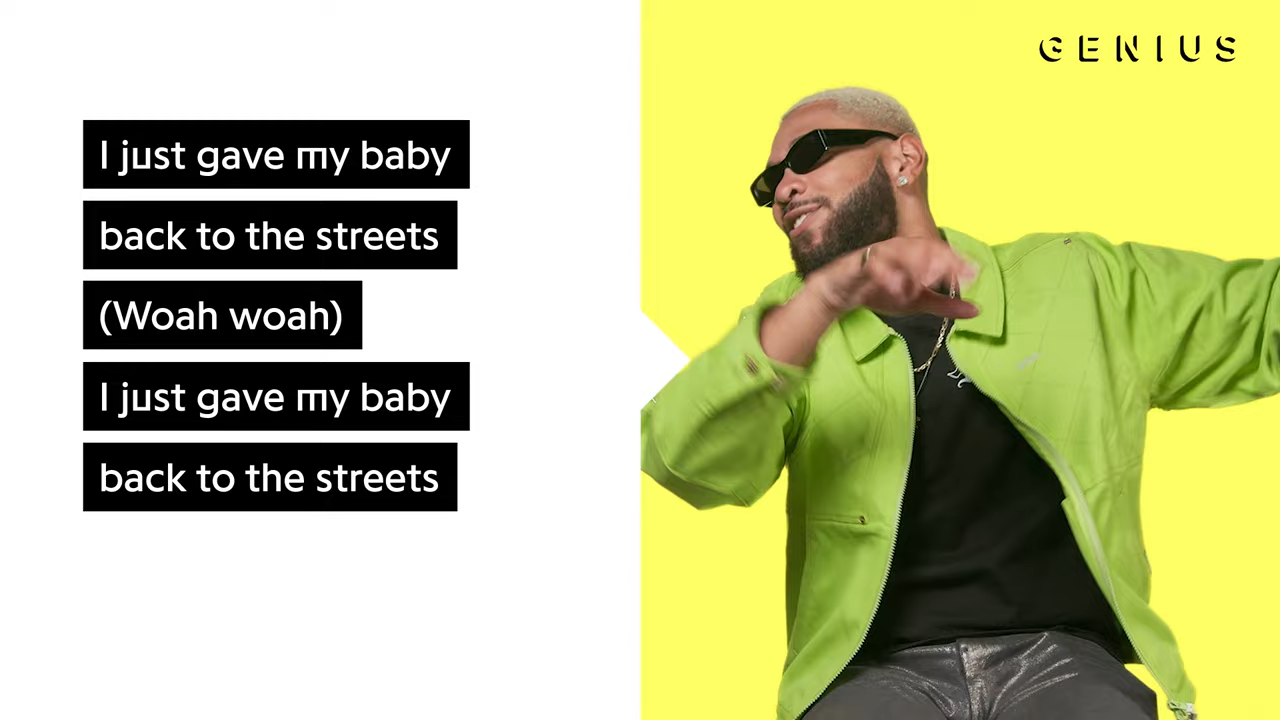 GENIUS
I just gave my baby
back to the streets
(Woah woah)
I just gave my baby
back to the streets